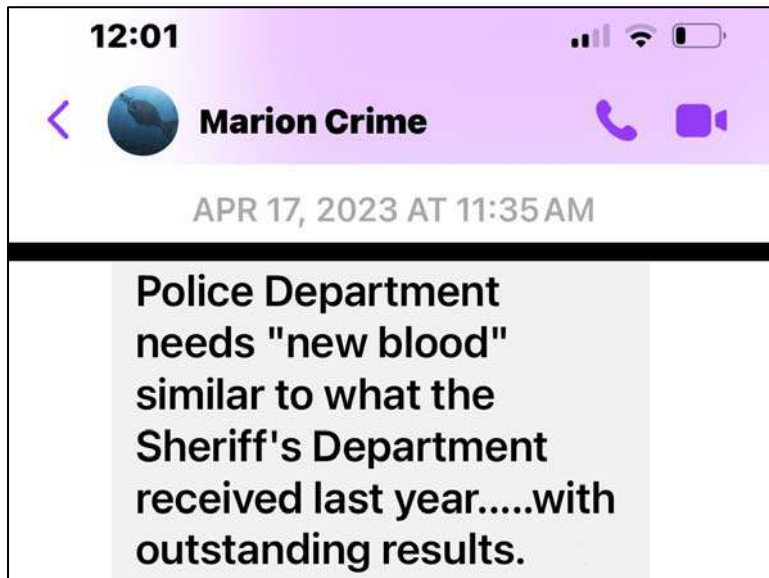 12:01
Marion Crime
APR 17, 2023 AT 11:35 AM
Police Department
needs "new blood"
similar to what the
Sheriff's Department
received last year.....with
outstanding results.